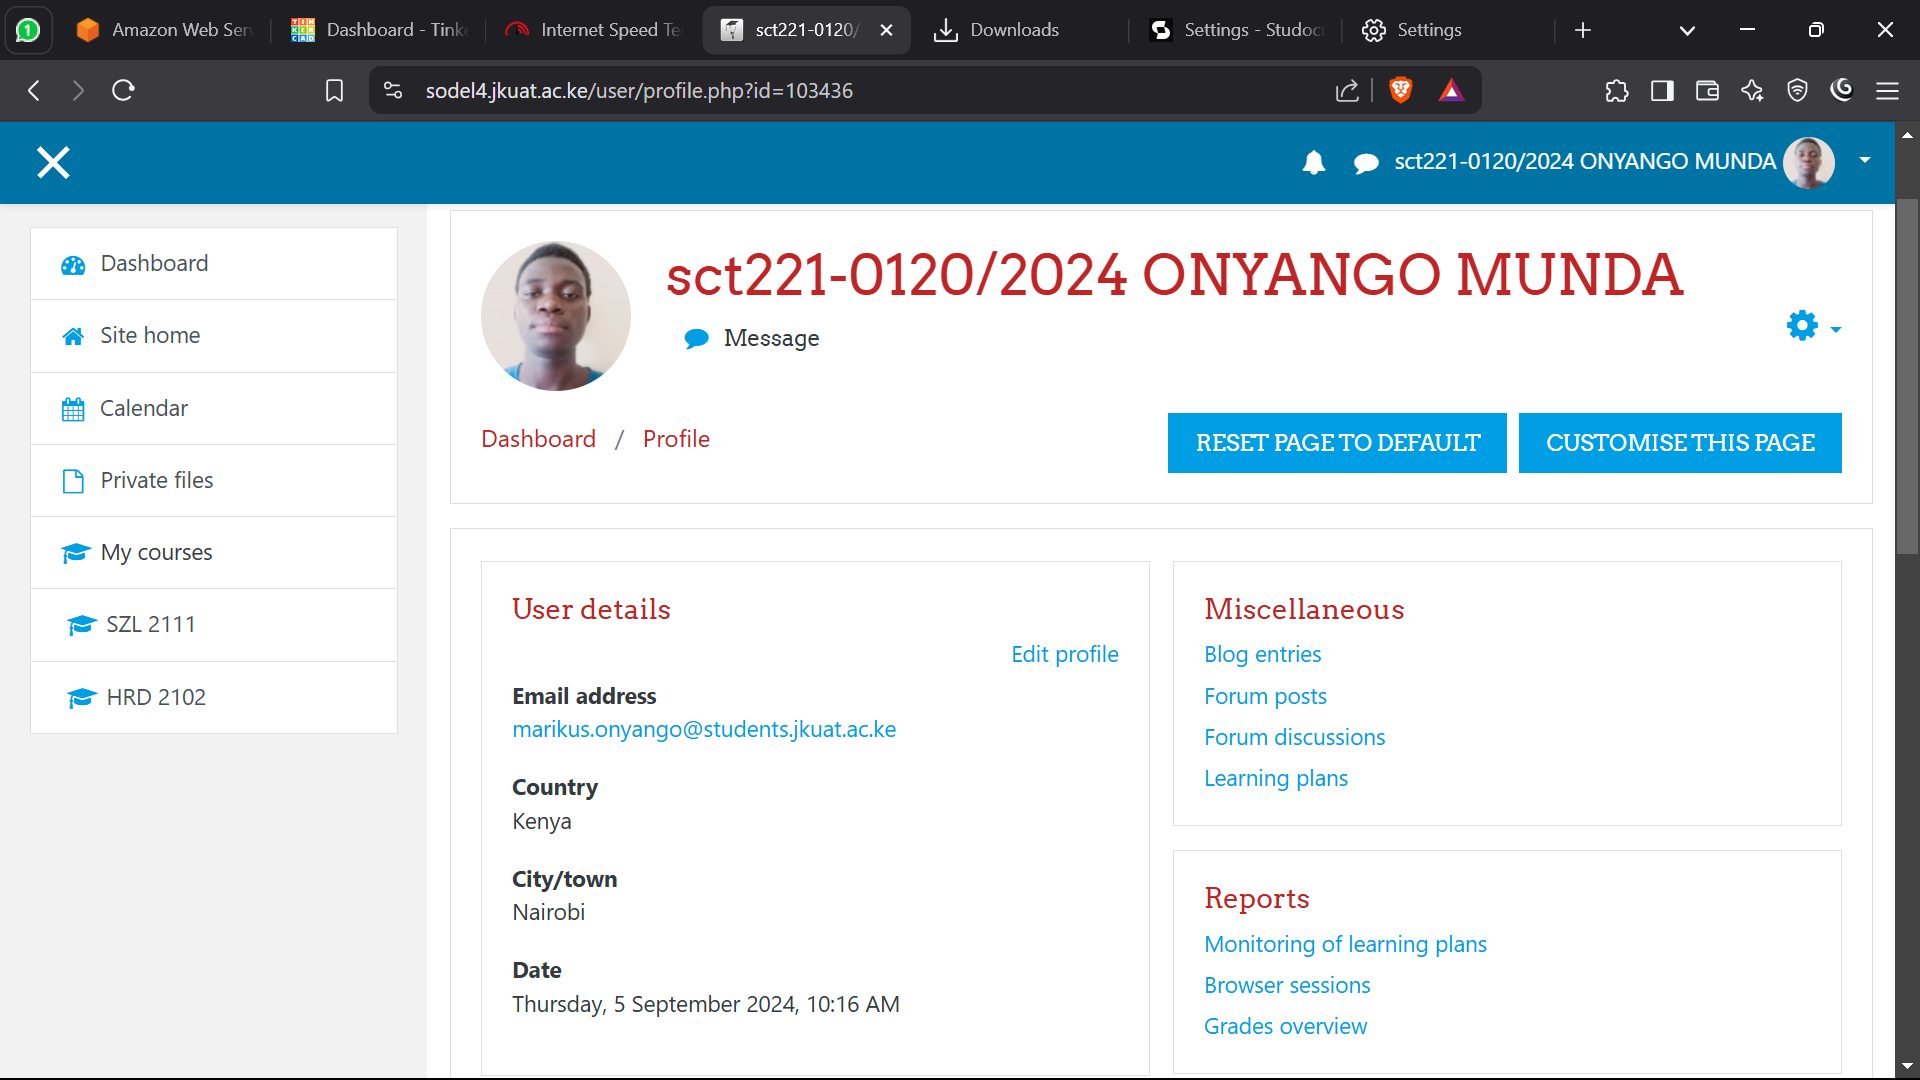 1
Amazon Web Ser
Dashboard - Tink
Internet Speed Te
sct221-0120/
Downloads
Settings - Studoc
Settings
sodel4.jkuat.ac.ke/user/profile.php?id=103436
sct221-0120/2024 ONYANGO MUNDA
Dashboard
Site home
Calendar
Private files
My courses
SZL 2111
HRD 2102
sct221-0120/2024 ONYANGO MUNDA
Message
Dashboard / Profile
RESET PAGE TO DEFAULT
CUSTOMISE THIS PAGE
User details
Edit profile
Email address
marikus.onyango@students.jkuat.ac.ke
Country
Kenya
City/town
Nairobi
Date
Thursday, 5 September 2024, 10:16 AM
Miscellaneous
Blog entries
Forum posts
Forum discussions
Learning plans
Reports
Monitoring of learning plans
Browser sessions
Grades overview